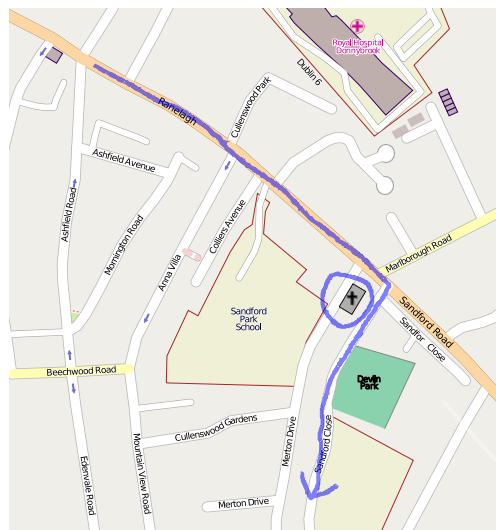 Royal Hospital
Donnybrook
Dublin 6
Ranelagh
Cullenswood Park
Ashfield Avenue
Ashfield Road
Mornington Road
Colliers Avenue
Anna Villa
Marlborough Road
Sandford Road
Sandfor Close
Sandford
Park
School
Beechwood Road
Devlin
Park
Cullenswood Gardens
Merton Drive
Sandford Close
Edenvale Road
Mountain View Road
Merton Drive